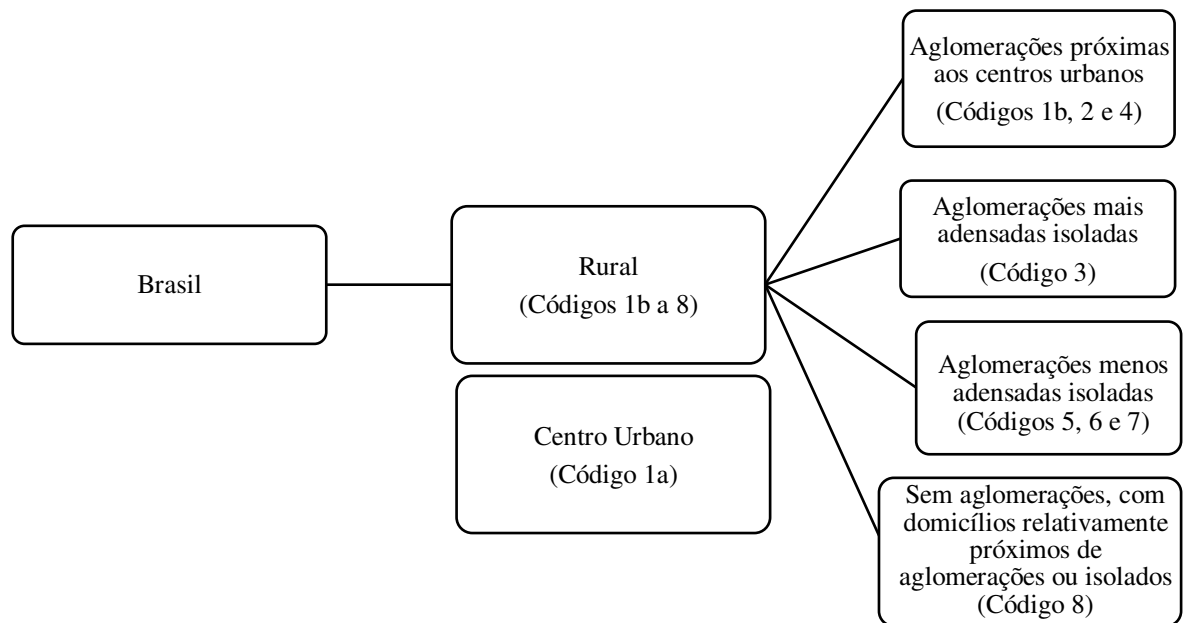 Brasil
Rural
(Códigos 1b a 8)
Centro Urbano
(Código 1a)
Aglomerações próximas
aos centros urbanos
(Códigos 1b, 2 e 4)
Aglomerações mais
adensadas isoladas
(Código 3)
Aglomerações menos
adensadas isoladas
(Códigos 5, 6 e 7)
Sem aglomerações, com
domicílios relativamente
próximos de
aglomerações ou isolados
(Código 8)